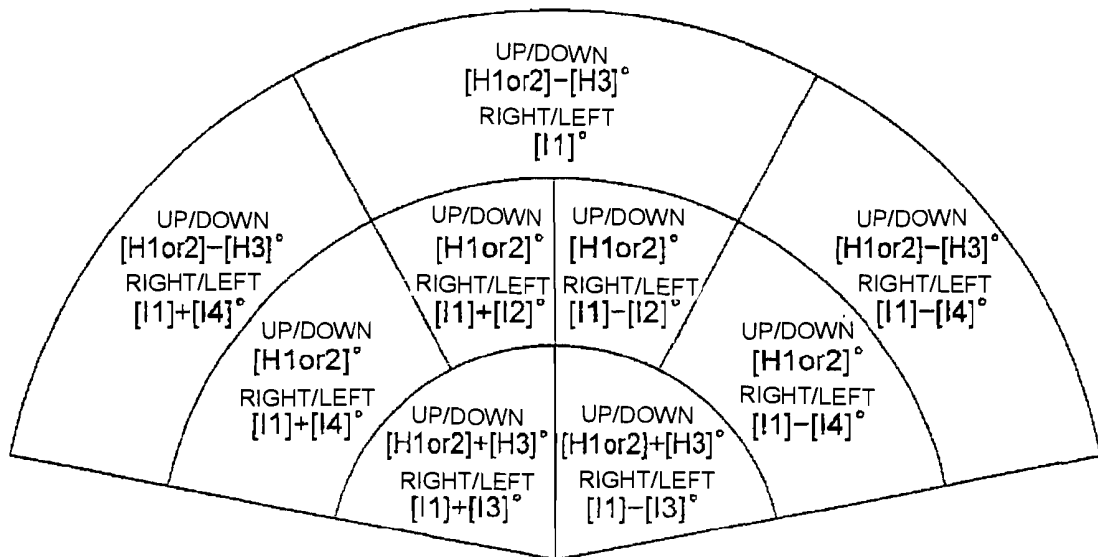 UP/DOWN
[H1or2]−[H3]°
RIGHT/LEFT
[I1]°
UP/DOWN
[H1or2]−[H3]°
RIGHT/LEFT
[I1]+[I4]°
UP/DOWN
[H1or2]°
RIGHT/LEFT
[I1]+[I2]°
UP/DOWN
[H1or2]°
RIGHT/LEFT
[I1]−[I2]°
UP/DOWN
[H1or2]−[H3]°
RIGHT/LEFT
[I1]−[I4]°
UP/DOWN
[H1or2]°
RIGHT/LEFT
[I1]+[I4]°
UP/DOWN
[H1or2]°
RIGHT/LEFT
[I1]−[I4]°
UP/DOWN
[H1or2]+[H3]°
RIGHT/LEFT
[I1]+[I3]°
UP/DOWN
[H1or2]+[H3]°
RIGHT/LEFT
[I1]−[I3]°